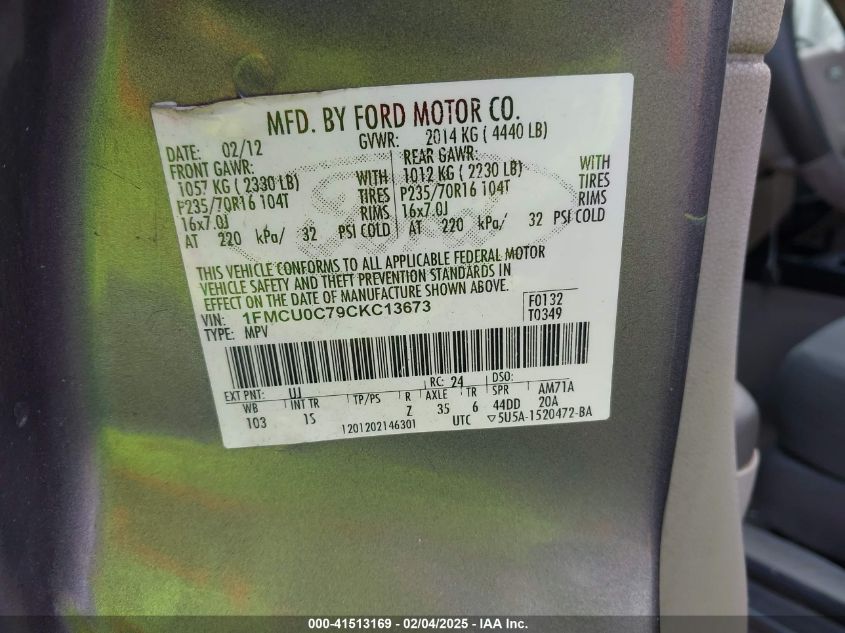 MFD. BY FORD MOTOR CO.
DATE: 02/12 GVWR: 2014 KG ( 4440 LB)
FRONT GAWR: REAR GAWR:
1057 KG ( 2330 LB) WITH 1012 KG ( 2230 LB) WITH
P235/70R16 104T TIRES P235/70R16 104T TIRES
16x7.0J RIMS 16x7.0J RIMS
AT 220 kPa/ 32 PSI COLD AT 220 kPa/ 32 PSI COLD
THIS VEHICLE CONFORMS TO ALL APPLICABLE FEDERAL MOTOR
VEHICLE SAFETY AND THEFT PREVENTION STANDARDS IN
EFFECT ON THE DATE OF MANUFACTURE SHOWN ABOVE.
VIN: 1FMCU0C79CKC13673 F0132
TYPE: MPV T0349
EXT PNT: UJ RC: 24 DSO:
WB INT TR TP/PS R AXLE TR SPR AM71A
103 1S Z 35 6 44DD 20A
1201202146301 UTC ▽5U5A-1520472-BA
000-41513169 - 02/04/2025 - IAA Inc.